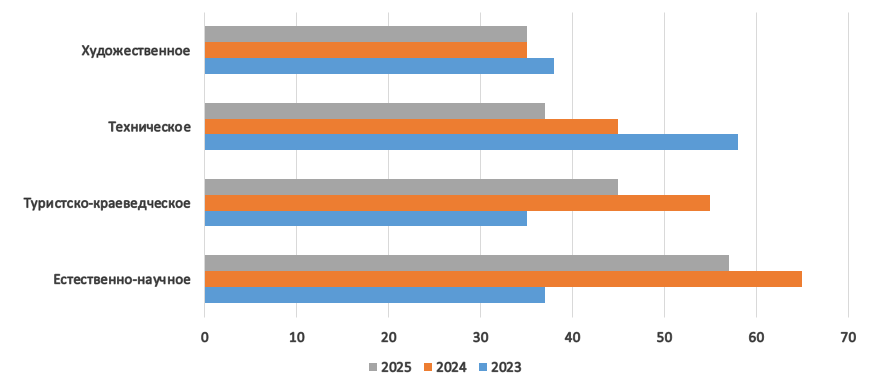 Художественное
Техническое
Туристско-краеведческое
Естественно-научное
0 10 20 30 40 50 60 70
2025 2024 2023